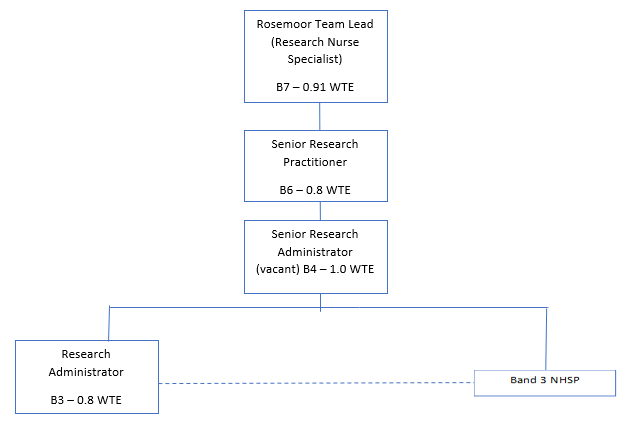 Rosemoor Team Lead
(Research Nurse
Specialist)
B7 – 0.91 WTE
Senior Research
Practitioner
B6 – 0.8 WTE
Senior Research
Administrator
(vacant) B4 – 1.0 WTE
Research
Administrator
B3 – 0.8 WTE
Band 3 NHSP